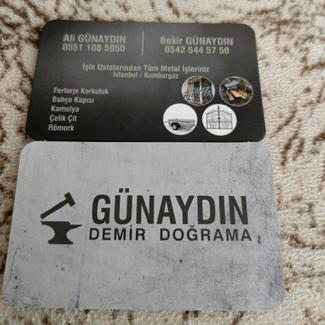 Ali GÜNAYDIN
0551 108 5950
Bekir GÜNAYDIN
0542 544 57 50
İşin Ustalarından Tüm Metal İşleriniz
İstanbul / Kumburgaz
Ferforje Korkuluk
Bahçe Kapısı
Kamelya
Çelik Çit
Römork
GÜNAYDIN
DEMİR DOĞRAMA